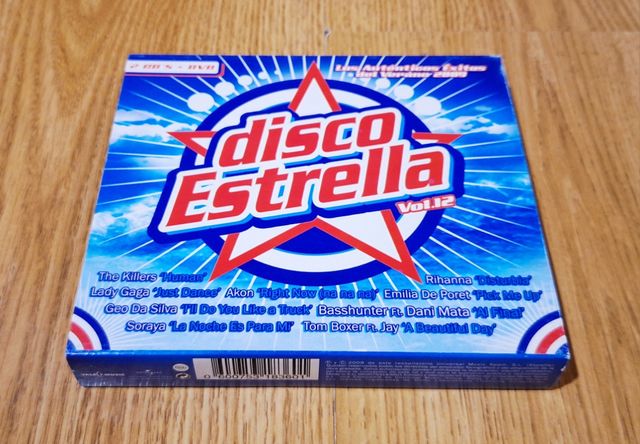 2 CD'S + DVD
Los Auténticos Éxitos
del Verano 2009
disco
Estrella
Vol.12
The Killers 'Human' Rihanna 'Disturbia'
Lady Gaga 'Just Dance' Akon 'Right Now (na na na)' Emilia De Poret 'Pick Me Up'
Geo Da Silva 'I'll Do You Like a Truck' Basshunter Ft. Dani Mata 'Al Final'
Soraya 'La Noche Es Para Mí' Tom Boxer Ft. Jay 'A Beautiful Day'